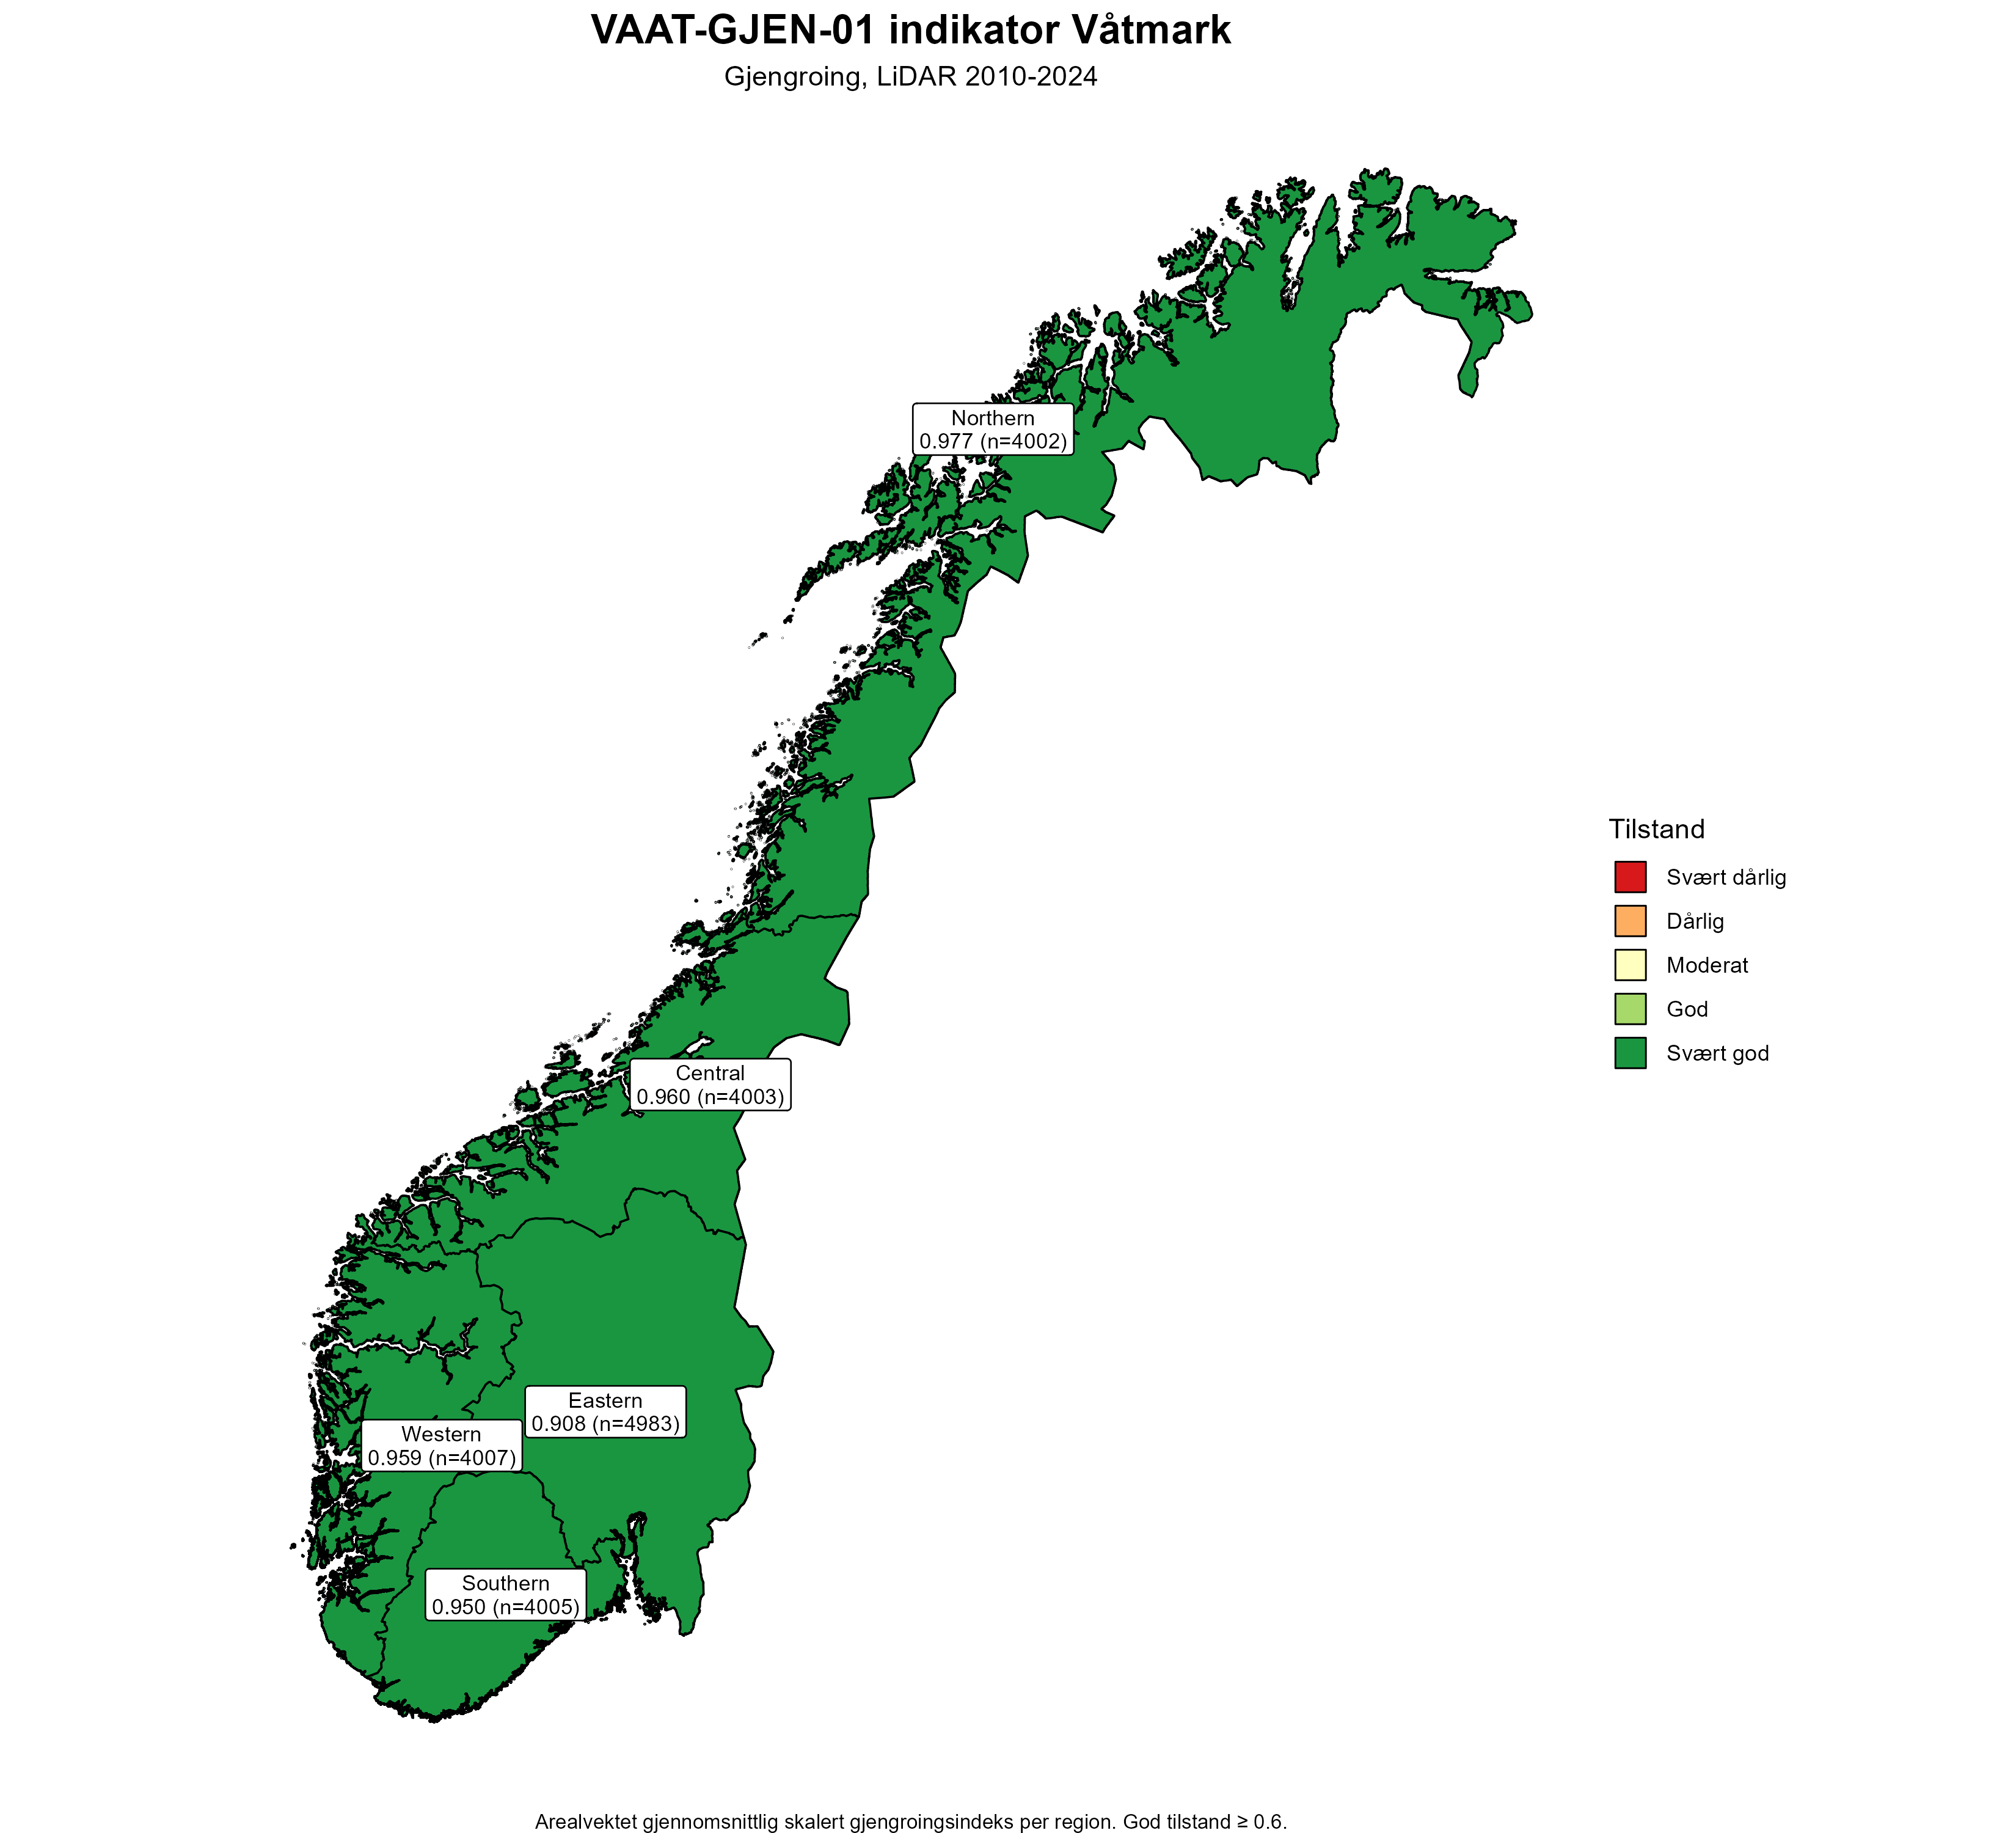 VAAT-GJEN-01 indikator Våtmark
Gjengroing, LiDAR 2010-2024
Northern
0.977 (n=4002)
Tilstand
Svært dårlig
Dårlig
Moderat
God
Svært god
Central
0.960 (n=4003)
Eastern
0.908 (n=4983)
Western
0.959 (n=4007)
Southern
0.950 (n=4005)
Arealvektet gjennomsnittlig skalert gjengroingsindeks per region. God tilstand ≥ 0.6.